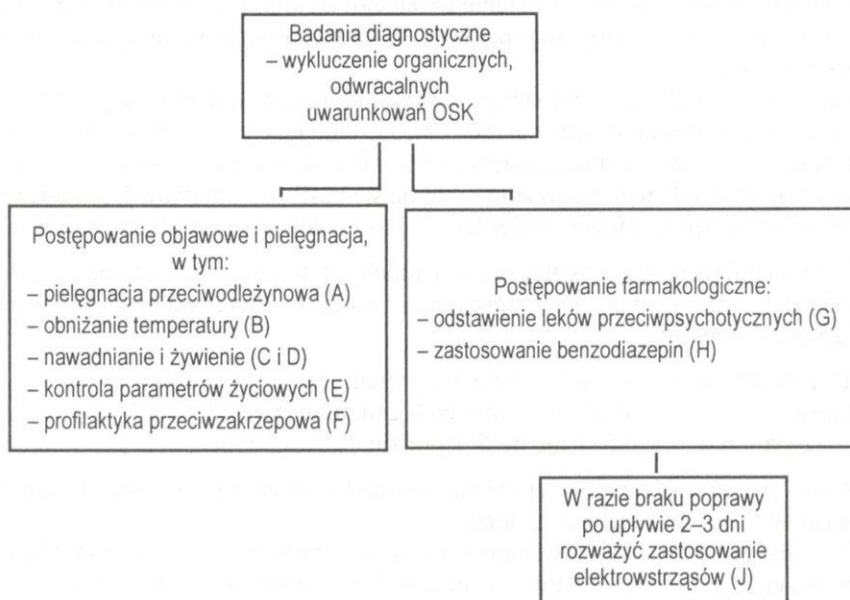 Badania diagnostyczne
– wykluczenie organicznych,
odwracalnych
uwarunkowań OSK
Postępowanie objawowe i pielęgnacja,
w tym:
– pielęgnacja przeciwodleżynowa (A)
– obniżanie temperatury (B)
– nawadnianie i żywienie (C i D)
– kontrola parametrów życiowych (E)
– profilaktyka przeciwzakrzepowa (F)
Postępowanie farmakologiczne:
– odstawienie leków przeciwpsychotycznych (G)
– zastosowanie benzodiazepin (H)
W razie braku poprawy
po upływie 2–3 dni
rozważyć zastosowanie
elektrowstrząsów (J)